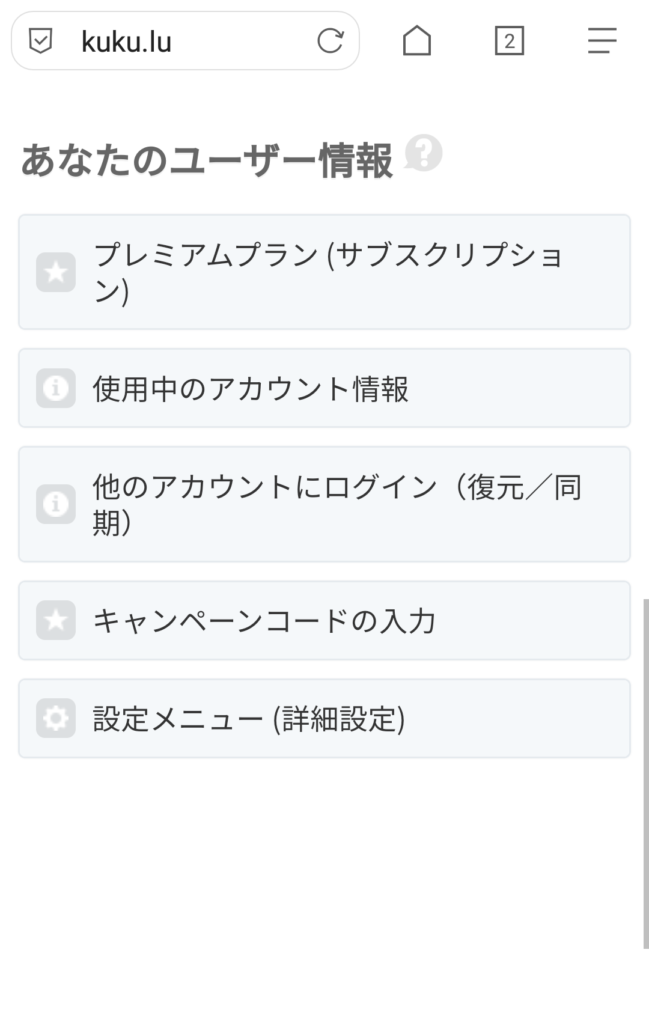 kuku.lu
2
あなたのユーザー情報
プレミアムプラン (サブスクリプショ
ン)
使用中のアカウント情報
他のアカウントにログイン（復元／同
期）
キャンペーンコードの入力
設定メニュー (詳細設定)